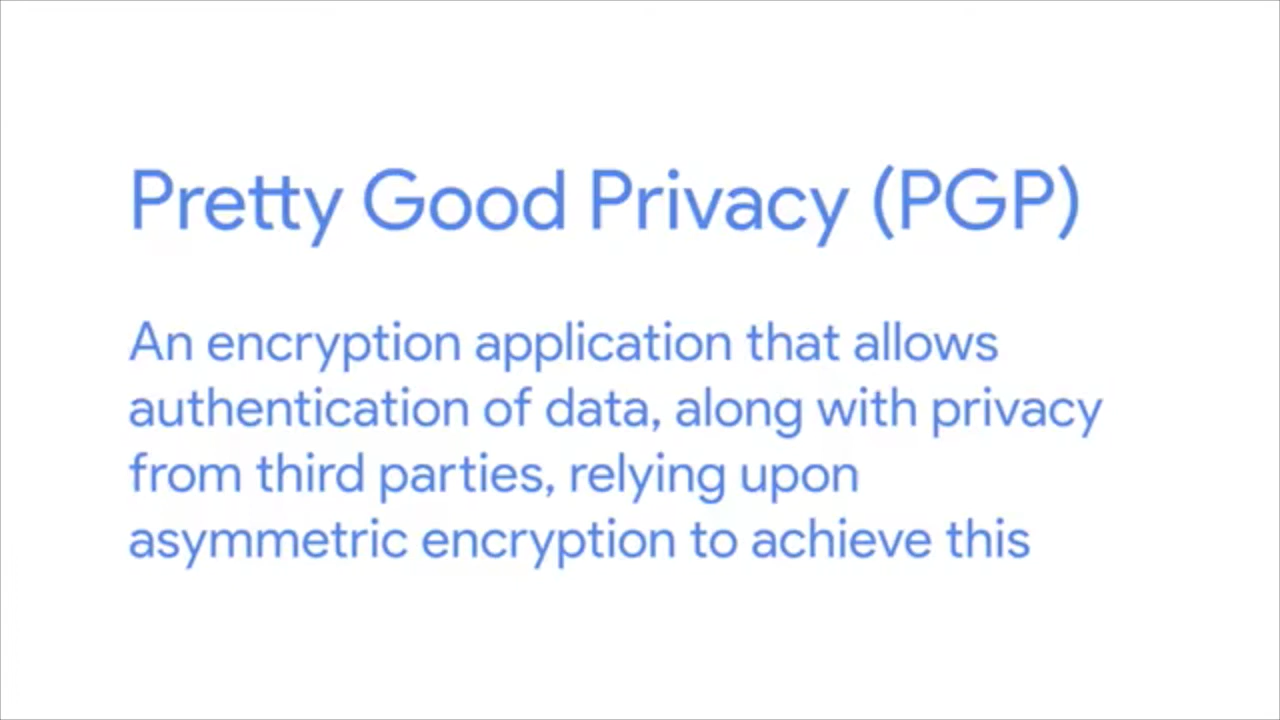 Pretty Good Privacy (PGP)
An encryption application that allows
authentication of data, along with privacy
from third parties, relying upon
asymmetric encryption to achieve this